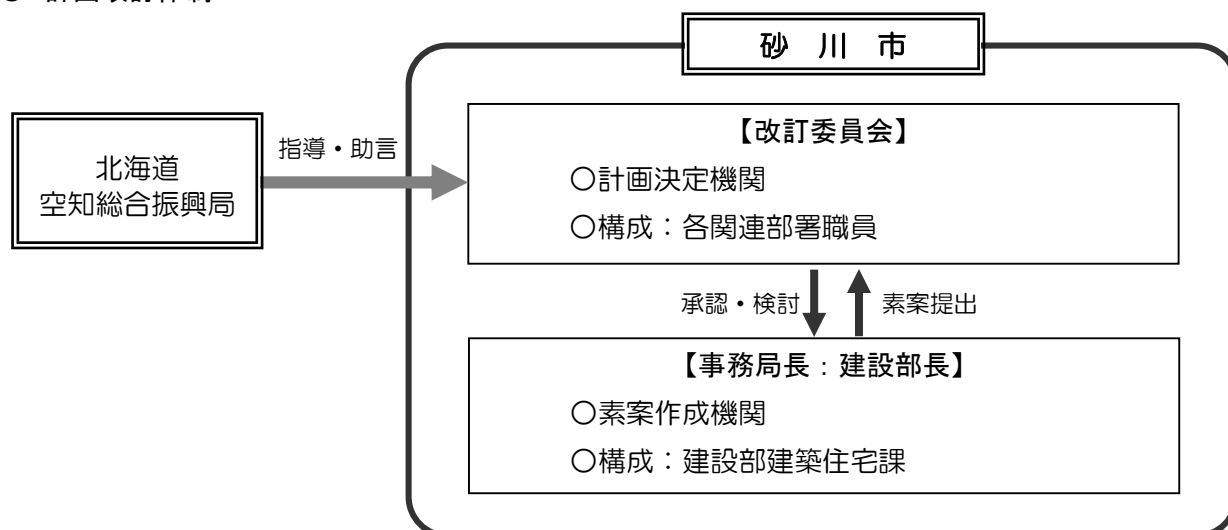 砂 川 市
北海道
空知総合振興局
指導・助言
【改訂委員会】
○計画決定機関
○構成：各関連部署職員
承認・検討
素案提出
【事務局長：建設部長】
○素案作成機関
○構成：建設部建築住宅課